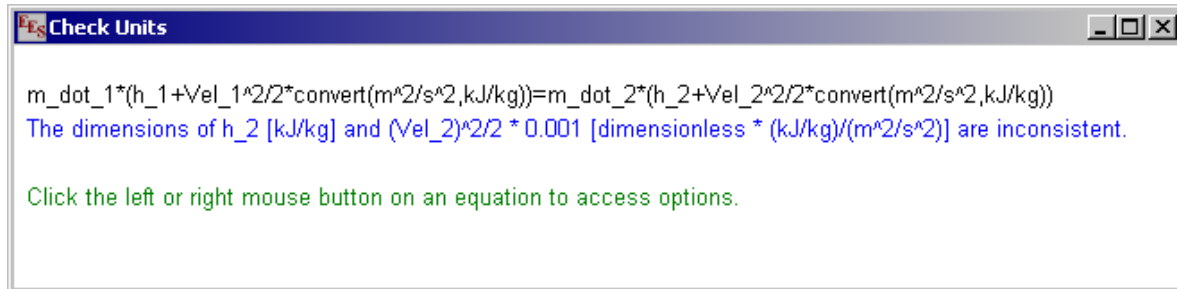 EES Check Units
m_dot_1*(h_1+Vel_1^2/2*convert(m^2/s^2,kJ/kg))=m_dot_2*(h_2+Vel_2^2/2*convert(m^2/s^2,kJ/kg))
The dimensions of h_2 [kJ/kg] and (Vel_2)^2/2 * 0.001 [dimensionless * (kJ/kg)/(m^2/s^2)] are inconsistent.
Click the left or right mouse button on an equation to access options.